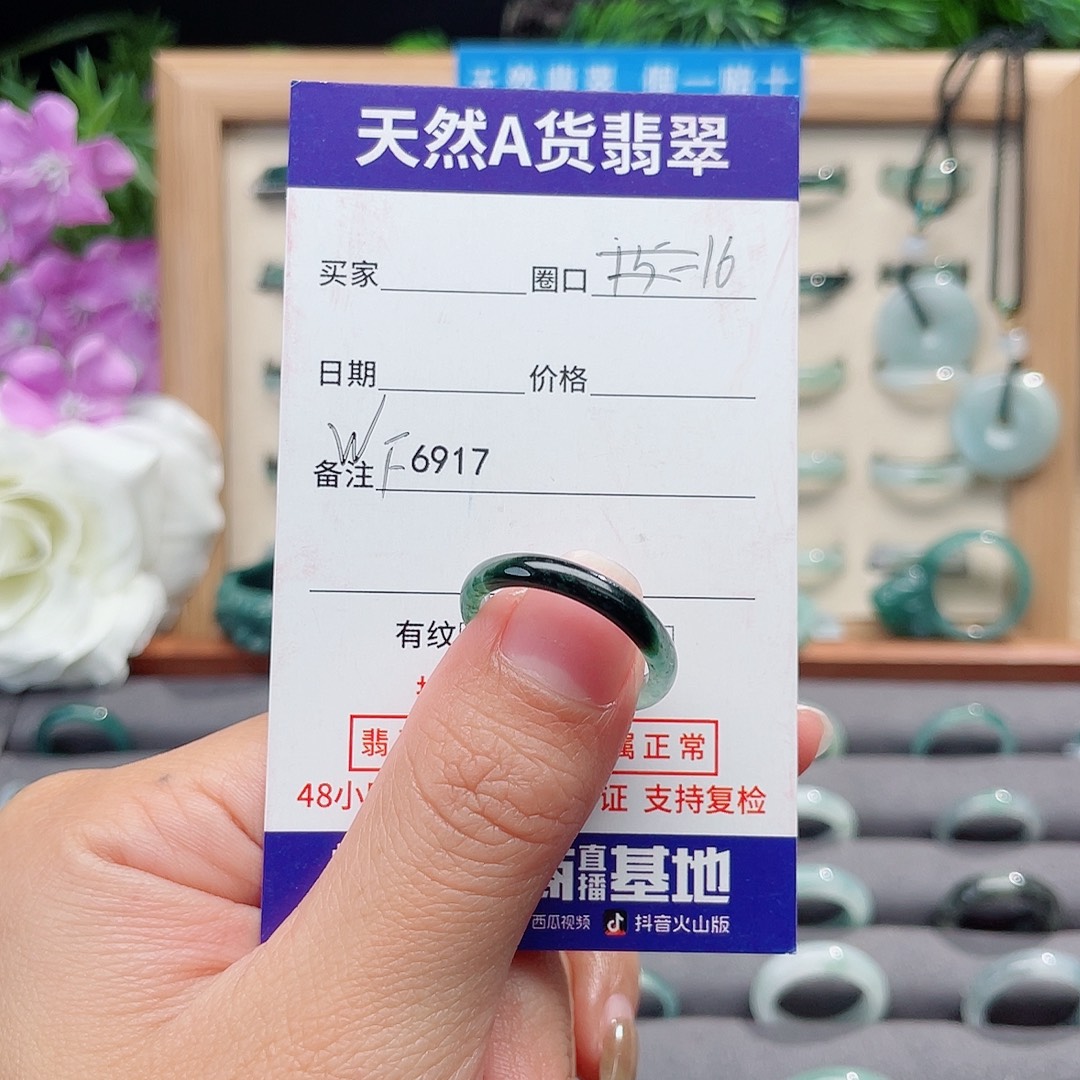 天然A货翡翠
买家 圈口 16
日期 价格
备注 WF6917
有纹
翡 属正常
48小 证 支持复检
直播基地
西瓜视频 抖音火山版